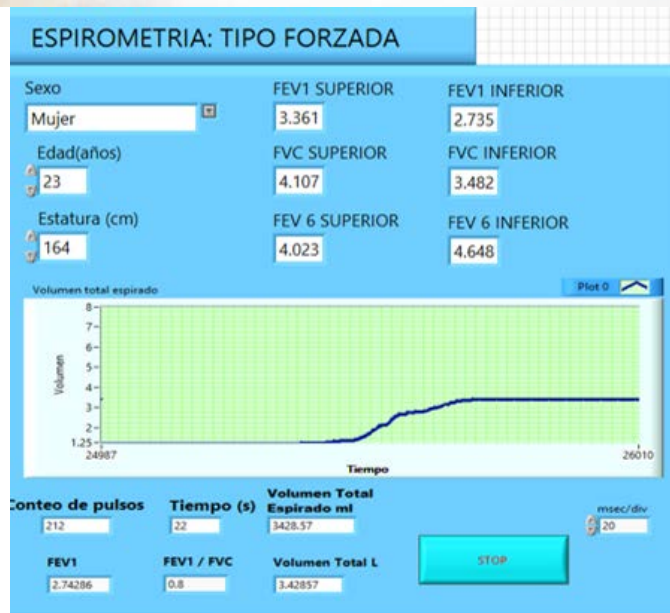 ESPIROMETRIA: TIPO FORZADA
Sexo
Mujer
FEV1 SUPERIOR
3.361
FEV1 INFERIOR
2.735
Edad(años)
23
FVC SUPERIOR
4.107
FVC INFERIOR
3.482
Estatura (cm)
164
FEV 6 SUPERIOR
4.023
FEV 6 INFERIOR
4.648
Volumen total espirado
Plot 0
Volumen
8
7
6
5
4
3
2
1.25
24987
26010
Tiempo
Conteo de pulsos
212
Tiempo (s)
22
Volumen Total
Espirado ml
3428.57
msec/div
20
FEV1
2.74286
FEV1 / FVC
0.8
Volumen Total L
3.42857
STOP